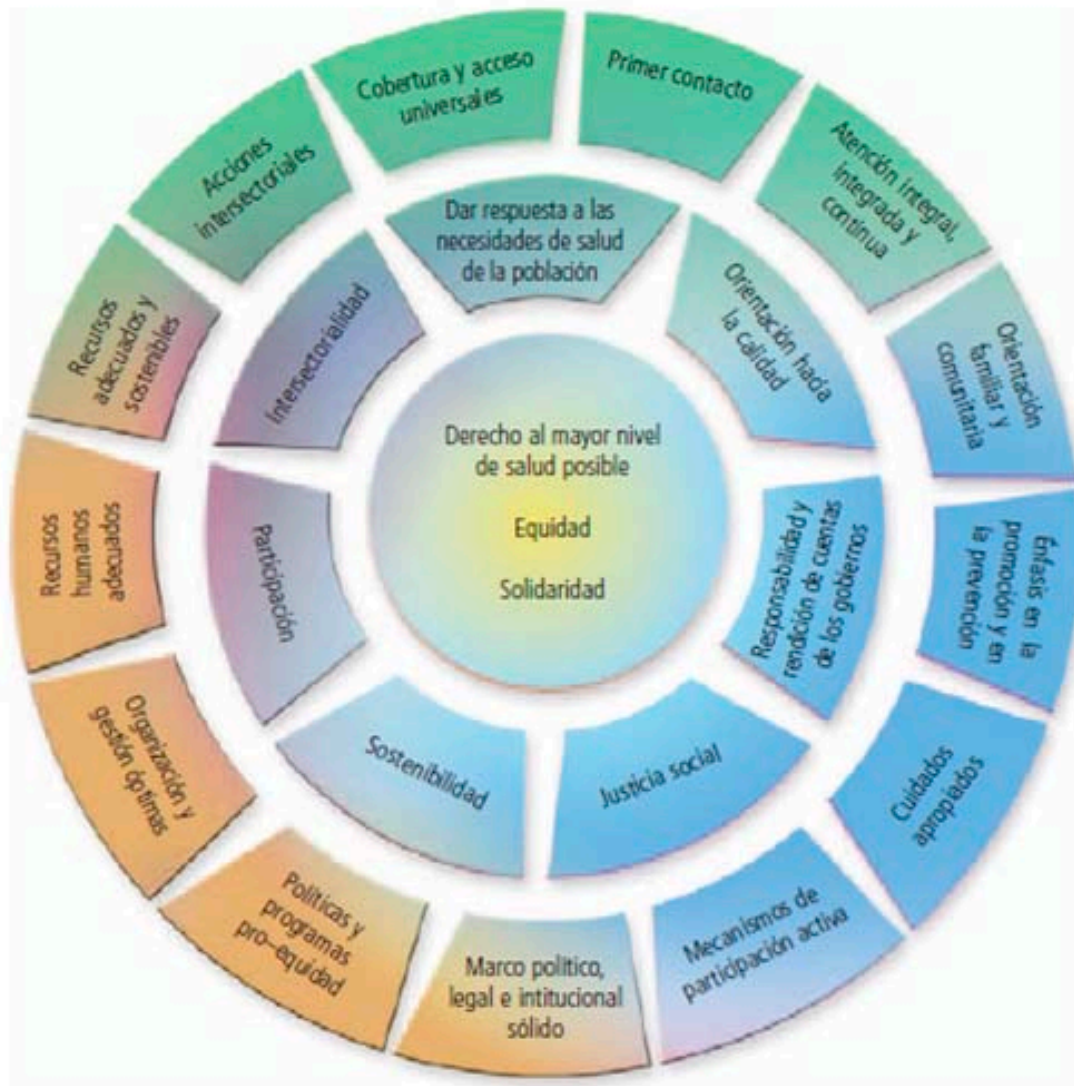 Cobertura y acceso
universales
Primer contacto
Atención integral,
integrada y
contínua
Orientación
familiar y
comunitaria
Énfasis en la
promoción y en
la prevención
Cuidados
apropiados
Mecanismos de
participación activa
Marco político,
legal e intitucional
sólido
Políticas y
programas
pro-equidad
Organización y
gestión óptimas
Recursos
humanos
adecuados
Recursos
adecuados y
sostenibles
Acciones
intersectoriales
Dar respuesta a las
necesidades de salud
de la población
Orientación hacía
la calidad
Responsabilidad y
rendición de cuentas
de los gobiernos
Justicia social
Sostenibilidad
Participación
Intersectorialidad
Derecho al mayor nivel
de salud posible
Equidad
Solidaridad